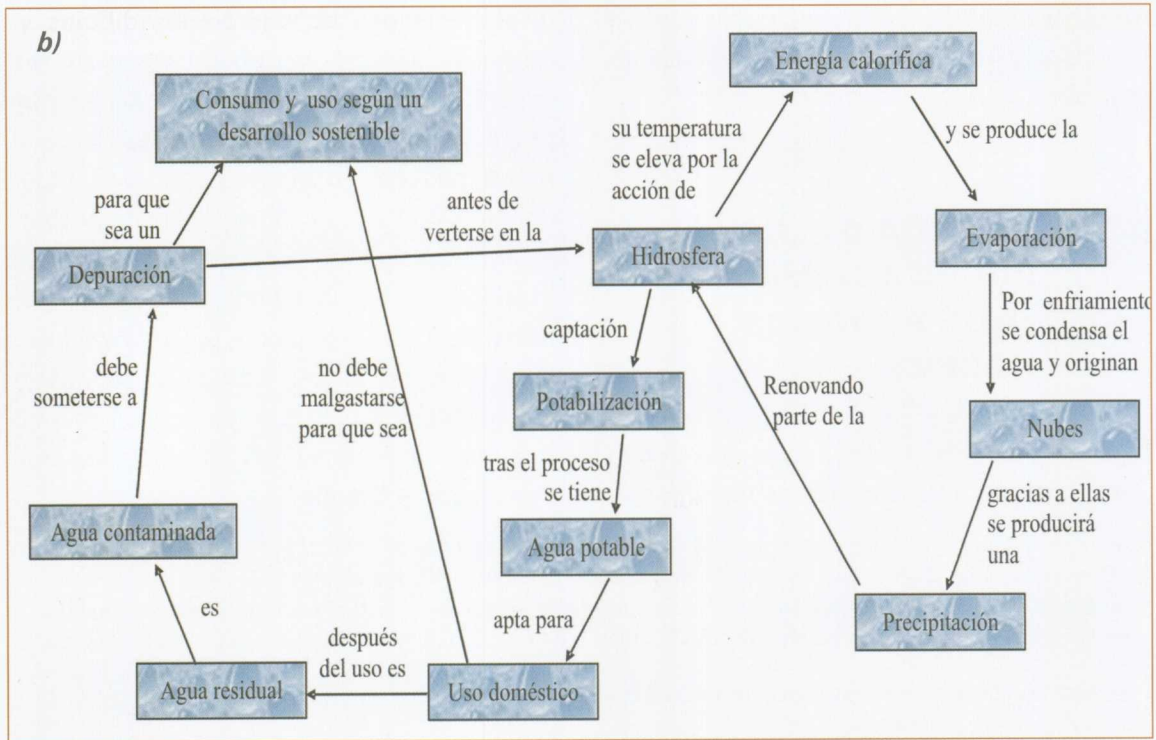 b)
Energía calorífica
Consumo y uso según un
desarrollo sostenible
su temperatura
se eleva por la
acción de
y se produce la
para que
sea un
antes de
verterse en la
Depuración
Hidrosfera
Evaporación
Por enfriamiento
se condensa el
agua y originan
captación
debe
someterse a
no debe
malgastarse
para que sea
Potabilización
Renovando
parte de la
Nubes
tras el proceso
se tiene
gracias a ellas
se producirá
una
Agua contaminada
Agua potable
es
apta para
Precipitación
después
del uso es
Agua residual
Uso doméstico